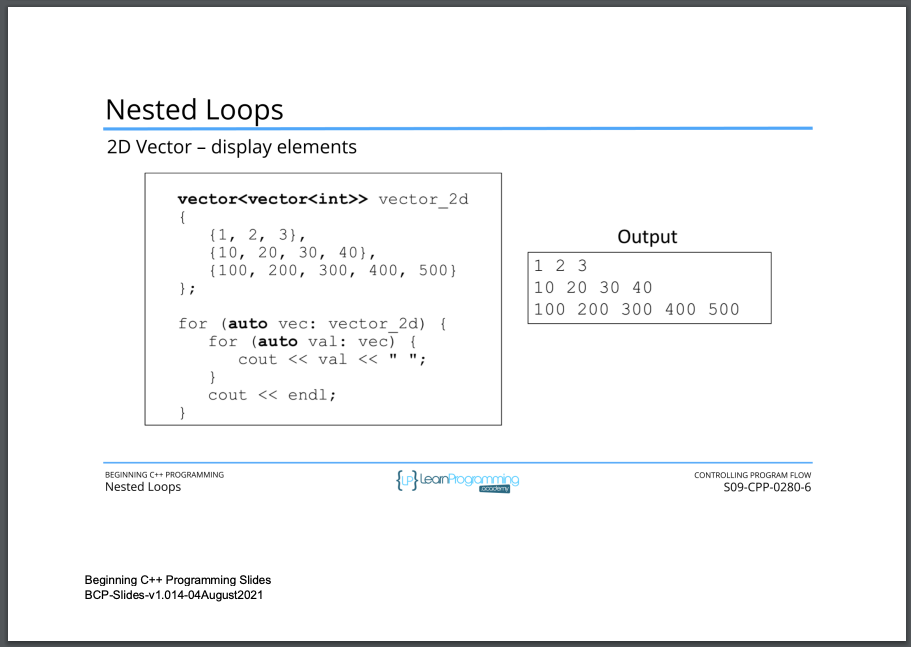 Nested Loops
2D Vector – display elements
vector<vector<int>> vector_2d
{
{1, 2, 3},
{10, 20, 30, 40},
{100, 200, 300, 400, 500}
};
for (auto vec: vector_2d) {
for (auto val: vec) {
cout << val << " ";
}
cout << endl;
}
Output
1 2 3
10 20 30 40
100 200 300 400 500
BEGINNING C++ PROGRAMMING
Nested Loops
{LP} LearnProgramming
academy
CONTROLLING PROGRAM FLOW
S09-CPP-0280-6
Beginning C++ Programming Slides
BCP-Slides-v1.014-04August2021